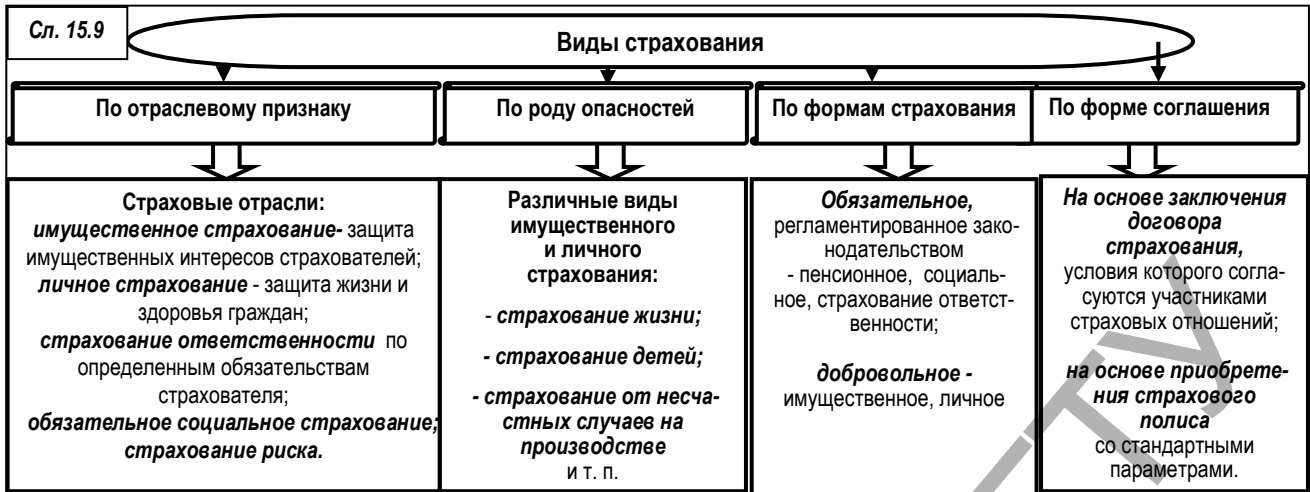 Сл. 15.9
Виды страхования
По отраслевому признаку
По роду опасностей
По формам страхования
По форме соглашения
Страховые отрасли:
имущественное страхование- защита
имущественных интересов страхователей;
личное страхование - защита жизни и
здоровья граждан;
страхование ответственности по
определенным обязательствам
страхователя;
обязательное социальное страхование;
страхование риска.
Различные виды
имущественного
и личного
страхования:
- страхование жизни;
- страхование детей;
- страхование от несча-
стных случаев на
производстве
и т. п.
Обязательное,
регламентированное зако-
нодательством
- пенсионное, социаль-
ное, страхование ответст-
венности;
добровольное -
имущественное, личное
На основе заключения
договора
страхования,
условия которого согла-
суются участниками
страховых отношений;
на основе приобрете-
ния страхового
полиса
со стандартными
параметрами.